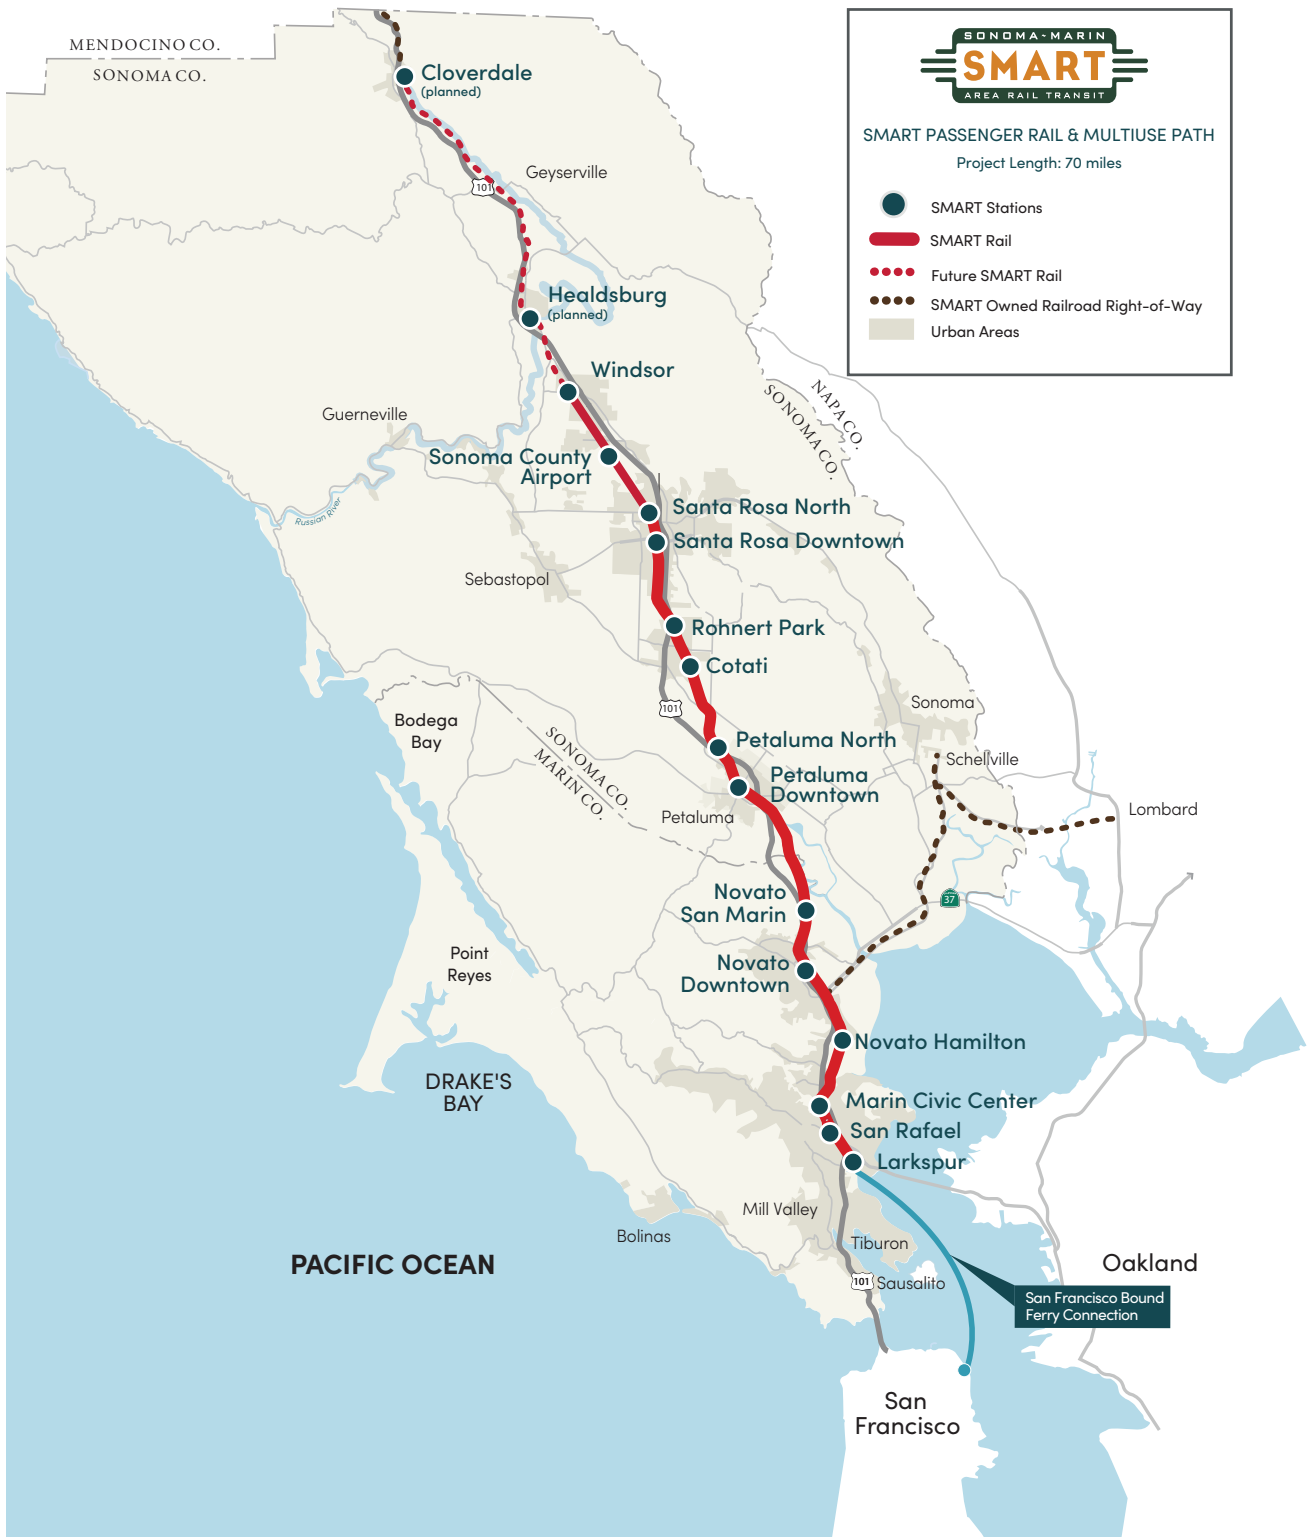 MENDOCINO CO.
SONOMA CO.
Cloverdale
(planned)
Geyserville
101
Healdsburg
(planned)
Windsor
Guerneville
Sonoma County
Airport
Russian River
Santa Rosa North
Santa Rosa Downtown
Sebastopol
Rohnert Park
Cotati
101
Bodega
Bay
SONOMA CO.
MARIN CO.
Petaluma North
Petaluma
Downtown
Petaluma
Sonoma
Schellville
Lombard
37
Novato
San Marin
Novato
Downtown
Point
Reyes
Novato Hamilton
DRAKE'S
BAY
Marin Civic Center
San Rafael
Larkspur
Mill Valley
Bolinas
Tiburon
101
Sausalito
PACIFIC OCEAN
Oakland
San Francisco Bound
Ferry Connection
San
Francisco
NAPA CO.
SONOMA CO.
SONOMA-MARIN
SMART
AREA RAIL TRANSIT
SMART PASSENGER RAIL & MULTIUSE PATH
Project Length: 70 miles
SMART Stations
SMART Rail
Future SMART Rail
SMART Owned Railroad Right-of-Way
Urban Areas